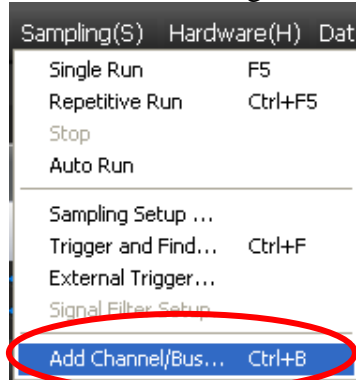 Sampling(S) Hardware(H) Dat
Single Run F5
Repetitive Run Ctrl+F5
Stop
Auto Run
Sampling Setup ...
Trigger and Find... Ctrl+F
External Trigger...
Signal Filter Setup...
Add Channel/Bus... Ctrl+B